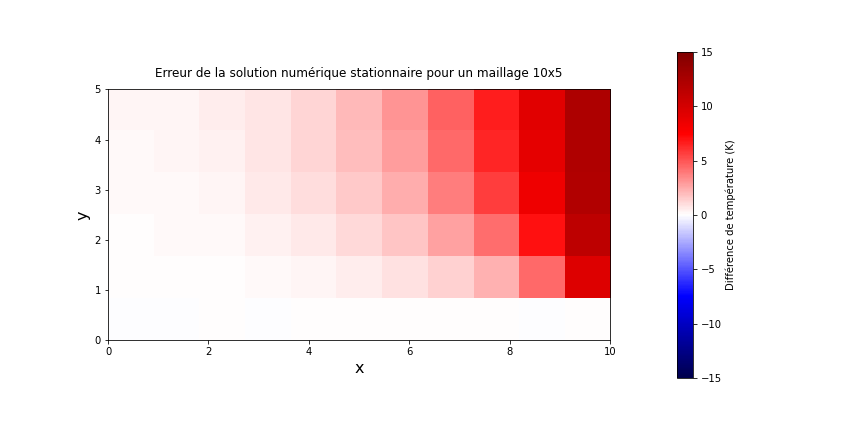 Erreur de la solution numérique stationnaire pour un maillage 10x5
5
4
3
2
1
0
y
0 2 4 6 8 10
x
15
10
5
0
−5
−10
−15
Différence de température (K)